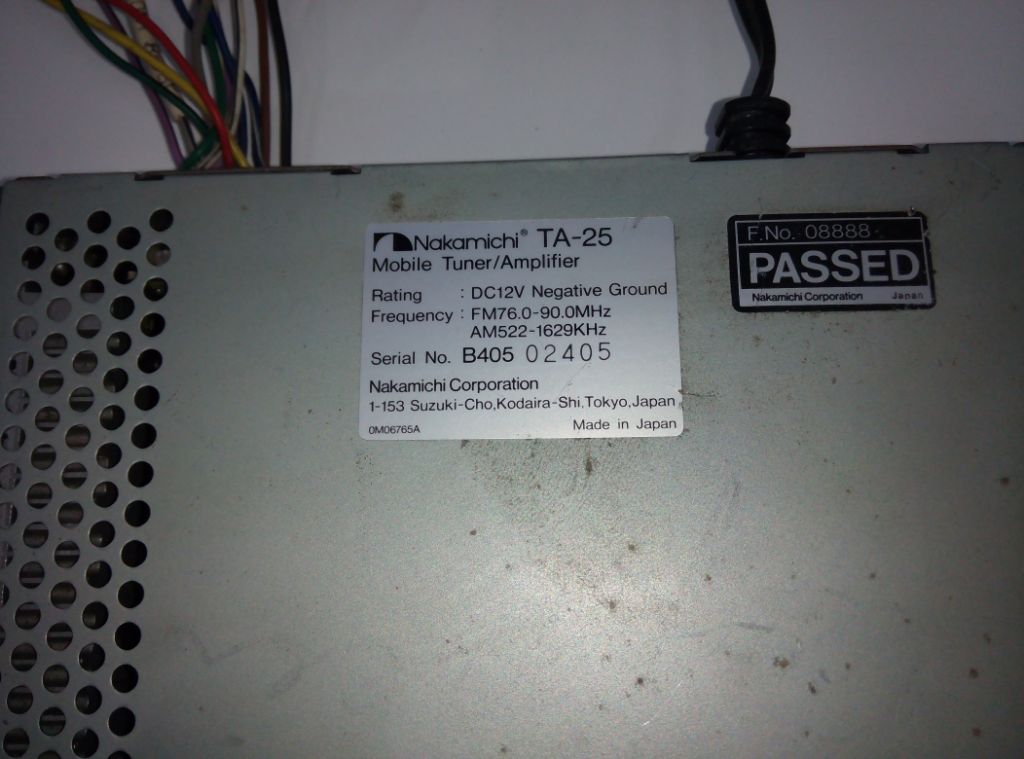 Nakamichi® TA-25
Mobile Tuner/Amplifier
Rating : DC12V Negative Ground
Frequency : FM76.0-90.0MHz
AM522-1629KHz
Serial No. B405 02405
Nakamichi Corporation
1-153 Suzuki-Cho,Kodaira-Shi,Tokyo,Japan
0M06765A Made in Japan
F.No. 08888
PASSED
Nakamichi Corporation Japan